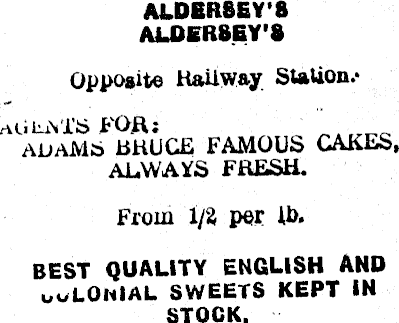 ALDERSEY'S
ALDERSEY'S
Opposite Railway Station.
AGENTS FOR:
ADAMS BRUCE FAMOUS CAKES,
ALWAYS FRESH.
From 1/2 per lb.
BEST QUALITY ENGLISH AND
COLONIAL SWEETS KEPT IN
STOCK.